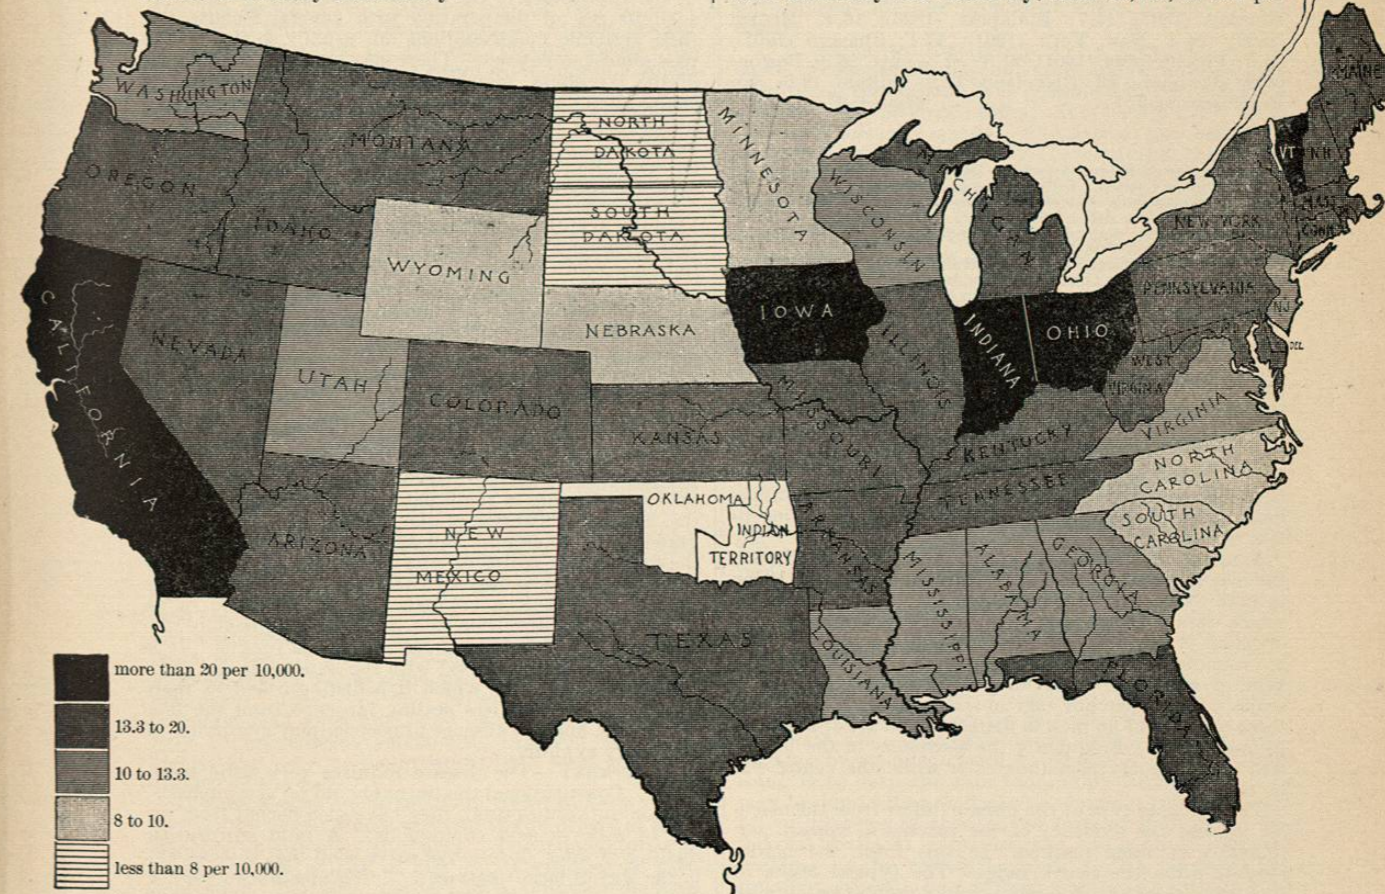 WASHINGTON
MONTANA
OREGON
IDAHO
WYOMING
NORTH
DAKOTA
SOUTH
DAKOTA
MINNESOTA
WISCONSIN
MICHIGAN
MAINE
VT
N.H.
MASS.
CONN.
NEW YORK
PENNSYLVANIA
N.J.
DEL
CALIFORNIA
NEVADA
UTAH
COLORADO
NEBRASKA
IOWA
ILLINOIS
INDIANA
OHIO
WEST
VIRGINIA
VIRGINIA
KANSAS
MISSOURI
KENTUCKY
TENNESSEE
NORTH
CAROLINA
SOUTH
CAROLINA
ARIZONA
NEW
MEXICO
OKLAHOMA
INDIAN
TERRITORY
ARKANSAS
TEXAS
LOUISIANA
MISSISSIPPI
ALABAMA
GEORGIA
FLORIDA
more than 20 per 10,000.
13.3 to 20.
10 to 13.3.
8 to 10.
less than 8 per 10,000.